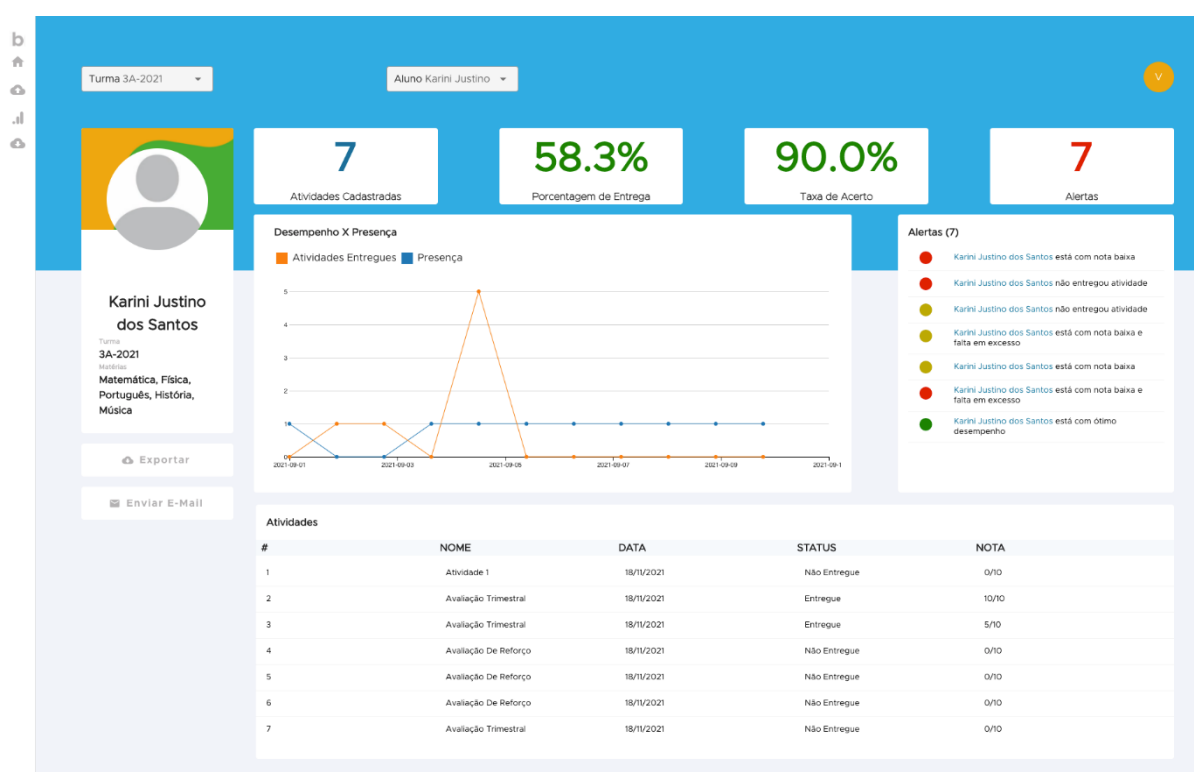 b
Turma 3A-2021
Aluno Karini Justino
V
7
Atividades Cadastradas
58.3%
Porcentagem de Entrega
90.0%
Taxa de Acerto
7
Alertas
Karini Justino
dos Santos
Turma
3A-2021
Matérias
Matemática, Física,
Português, História,
Música
Exportar
Enviar E-Mail
Desempenho X Presença
Atividades Entregues Presença
5
4
3
2
1
0
2021-09-01 2021-09-03 2021-09-05 2021-09-07 2021-09-09 2021-09-1
Alertas (7)
Karini Justino dos Santos está com nota baixa
Karini Justino dos Santos não entregou atividade
Karini Justino dos Santos não entregou atividade
Karini Justino dos Santos está com nota baixa e
falta em excesso
Karini Justino dos Santos está com nota baixa
Karini Justino dos Santos está com nota baixa e
falta em excesso
Karini Justino dos Santos está com ótimo
desempenho
Atividades
# NOME DATA STATUS NOTA
1 Atividade 1 18/11/2021 Não Entregue 0/10
2 Avaliação Trimestral 18/11/2021 Entregue 10/10
3 Avaliação Trimestral 18/11/2021 Entregue 5/10
4 Avaliação De Reforço 18/11/2021 Não Entregue 0/10
5 Avaliação De Reforço 18/11/2021 Não Entregue 0/10
6 Avaliação De Reforço 18/11/2021 Não Entregue 0/10
7 Avaliação Trimestral 18/11/2021 Não Entregue 0/10